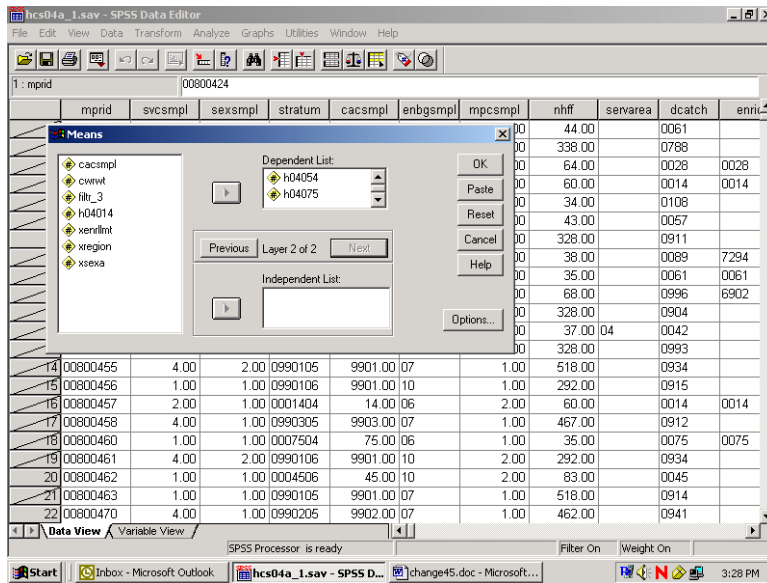 hcs04a_1.sav - SPSS Data Editor
File Edit View Data Transform Analyze Graphs Utilities Window Help
1 : mprid 00800424
mprid svcsmpl sexsmpl stratum cacsmpl enbgsmpl mpcsmpl nhff servarea dcatch
Means
cacsmpl
cwrwt
filtr_3
h04014
xenrllmt
xregion
xsexa
Dependent List:
h04054
h04075
Previous Layer 2 of 2 Next
Independent List:
OK
Paste
Reset
Cancel
Help
Options...
00 44.00 0061
00 338.00 0788
00 64.00 0028 0028
00 60.00 0014 0014
00 34.00 0108
00 43.00 0057
00 328.00 0911
00 38.00 0089 7294
00 35.00 0061 0061
00 68.00 0996 6902
00 328.00 0904
00 37.00 04 0042
00 328.00 0993
14 00800455 4.00 2.00 0990105 9901.00 07 1.00 518.00 0934
15 00800456 1.00 1.00 0990106 9901.00 10 1.00 292.00 0915
16 00800457 2.00 1.00 0001404 14.00 06 2.00 60.00 0014 0014
17 00800458 4.00 1.00 0990305 9903.00 07 1.00 467.00 0912
18 00800460 1.00 1.00 0007504 75.00 06 1.00 35.00 0075 0075
19 00800461 4.00 2.00 0990106 9901.00 10 2.00 292.00 0934
20 00800462 1.00 1.00 0004506 45.00 10 2.00 83.00 0045
21 00800463 1.00 1.00 0990105 9901.00 07 1.00 518.00 0914
22 00800470 4.00 1.00 0990205 9902.00 07 1.00 462.00 0941
Data View Variable View
SPSS Processor is ready Filter On Weight On
Start Inbox - Microsoft Outlook hcs04a_1.sav - SPSS D... change45.doc - Microsoft... 3:28 PM